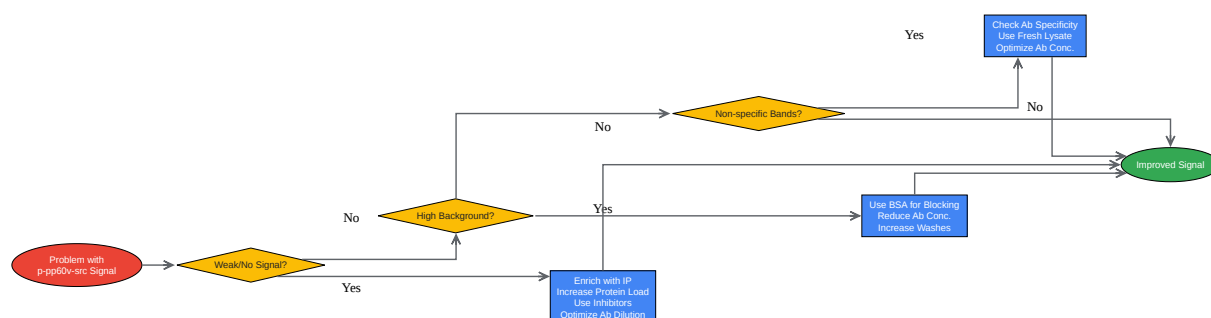 Yes
Check Ab Specificity
Use Fresh Lysate
Optimize Ab Conc.
Non-specific Bands?
No
No
Improved Signal
Use BSA for Blocking
Reduce Ab Conc.
Increase Washes
High Background?
Yes
No
Problem with
p-pp60v-src Signal
Weak/No Signal?
Yes
Enrich with IP
Increase Protein Load
Use Inhibitors
Optimize Ab Dilution